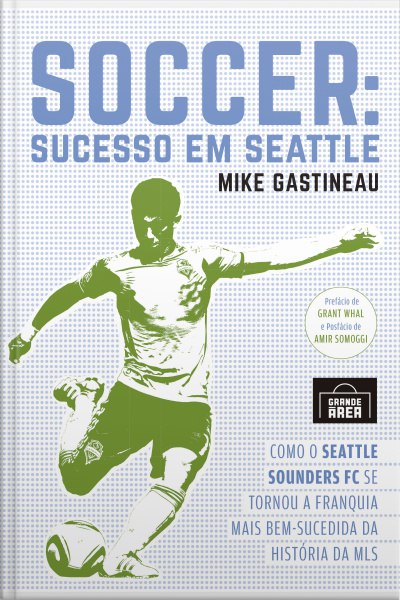 SOCCER:
SUCESSO EM SEATTLE
MIKE GASTINEAU
Prefácio de
GRANT WHAL
e Posfácio de
AMIR SOMOGGI
GRANDE
ÁREA
COMO O SEATTLE
SOUNDERS FC SE
TORNOU A FRANQUIA
MAIS BEM-SUCEDIDA DA
HISTÓRIA DA MLS